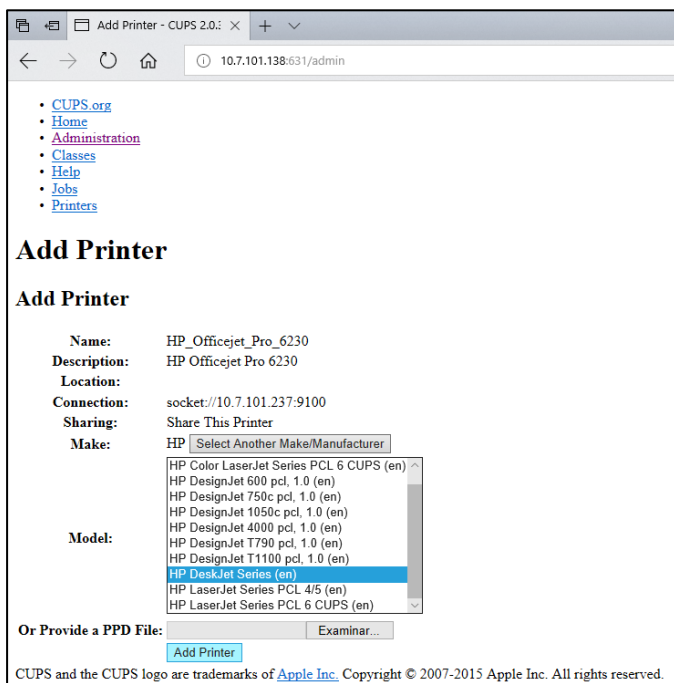 Add Printer - CUPS 2.0.:
10.7.101.138:631/admin
CUPS.org
Home
Administration
Classes
Help
Jobs
Printers
Add Printer
Add Printer
Name: HP_Officejet_Pro_6230
Description: HP Officejet Pro 6230
Location:
Connection: socket://10.7.101.237:9100
Sharing: Share This Printer
Make: HP Select Another Make/Manufacturer
HP Color LaserJet Series PCL 6 CUPS (en)
HP DesignJet 600 pcl, 1.0 (en)
HP DesignJet 750c pcl, 1.0 (en)
HP DesignJet 1050c pcl, 1.0 (en)
HP DesignJet 4000 pcl, 1.0 (en)
Model:
HP DesignJet T790 pcl, 1.0 (en)
HP DesignJet T1100 pcl, 1.0 (en)
HP DeskJet Series (en)
HP LaserJet Series PCL 4/5 (en)
HP LaserJet Series PCL 6 CUPS (en)
Or Provide a PPD File: Examinar...
Add Printer
CUPS and the CUPS logo are trademarks of Apple Inc. Copyright © 2007-2015 Apple Inc. All rights reserved.